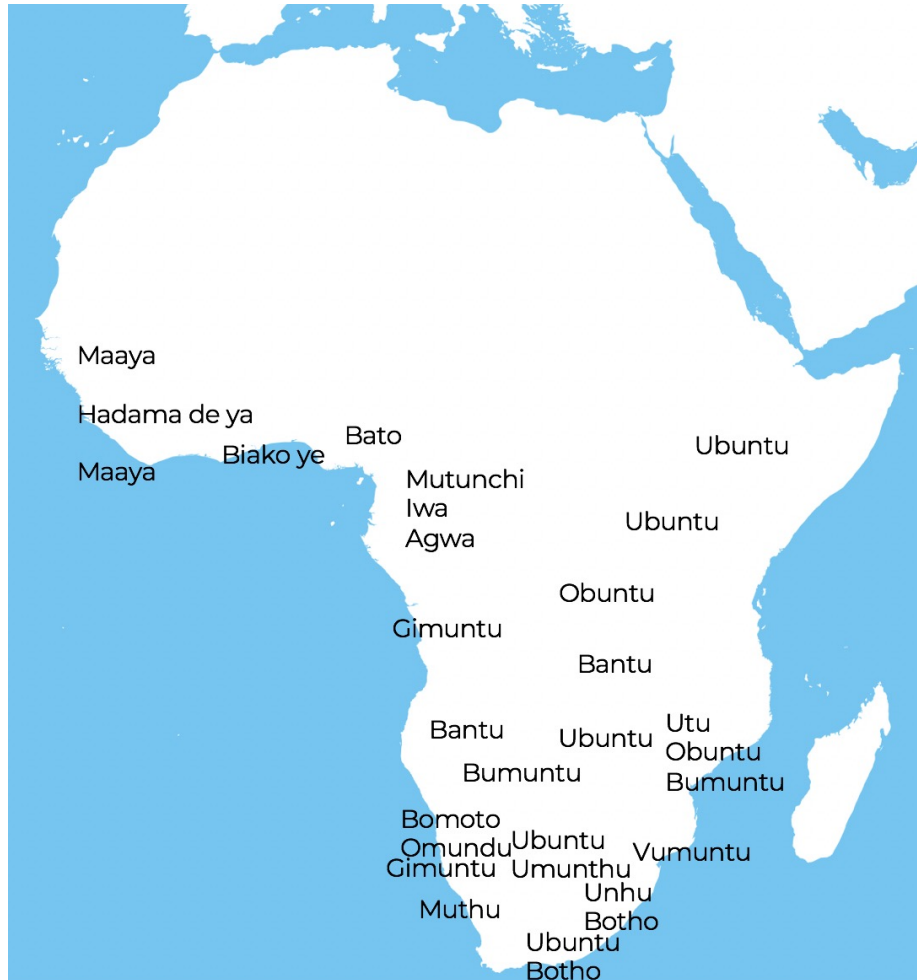 Maaya
Hadama de ya
Bato
Ubuntu
Biako ye
Maaya
Mutunchi
Iwa
Agwa
Ubuntu
Obuntu
Gimuntu
Bantu
Bantu
Ubuntu
Utu
Obuntu
Bumuntu
Bumuntu
Bomoto
Omundu
Gimuntu
Ubuntu
Umunthu
Vumuntu
Unhu
Botho
Muthu
Ubuntu
Botho